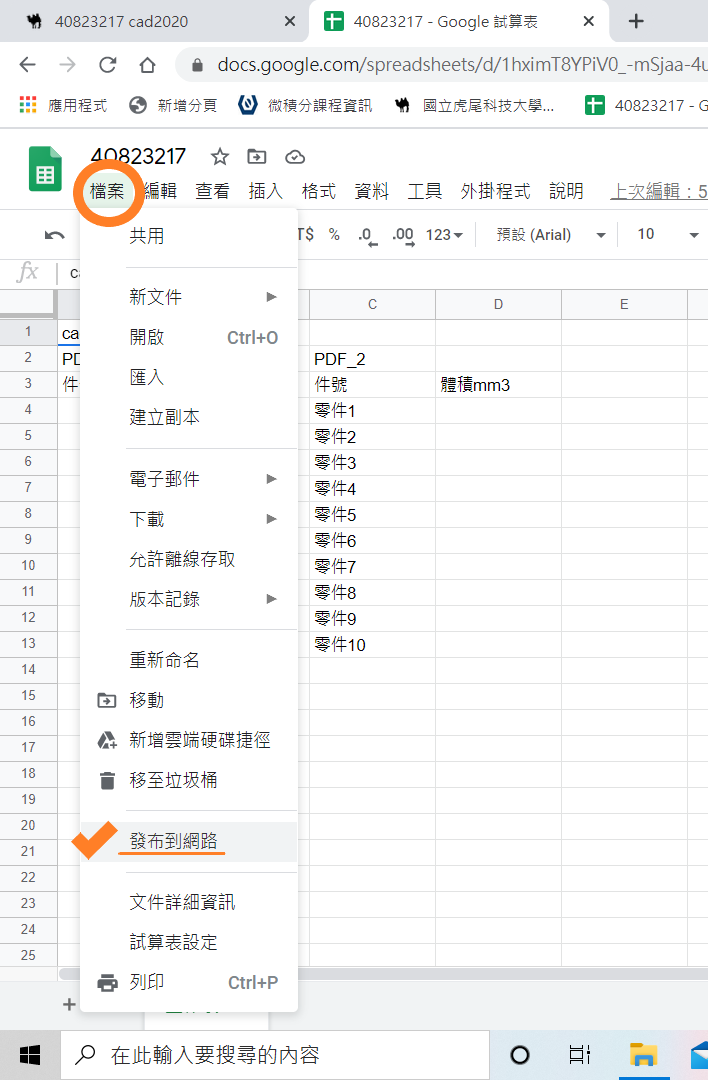 40823217 cad2020
40823217 - Google 試算表
docs.google.com/spreadsheets/d/1hximT8YPiV0_-mSjaa-4u
應用程式 新增分頁 微積分課程資訊 國立虎尾科技大學... 40823217 - G
40823217
檔案 編輯 查看 插入 格式 資料 工具 外掛程式 說明 上次編輯：5
T$ % .0 .00 123 預設 (Arial) 10
fx
C D E
1 ca
2 PD PDF_2
3 件 件號 體積mm3
4 零件1
5 零件2
6 零件3
7 零件4
8 零件5
9 零件6
10 零件7
11 零件8
12 零件9
13 零件10
14
15
16
17
18
19
20
21
22
23
24
25
共用
新文件
開啟 Ctrl+O
匯入
建立副本
電子郵件
下載
允許離線存取
版本記錄
重新命名
移動
新增雲端硬碟捷徑
移至垃圾桶
發布到網路
文件詳細資訊
試算表設定
列印 Ctrl+P
在此輸入要搜尋的內容